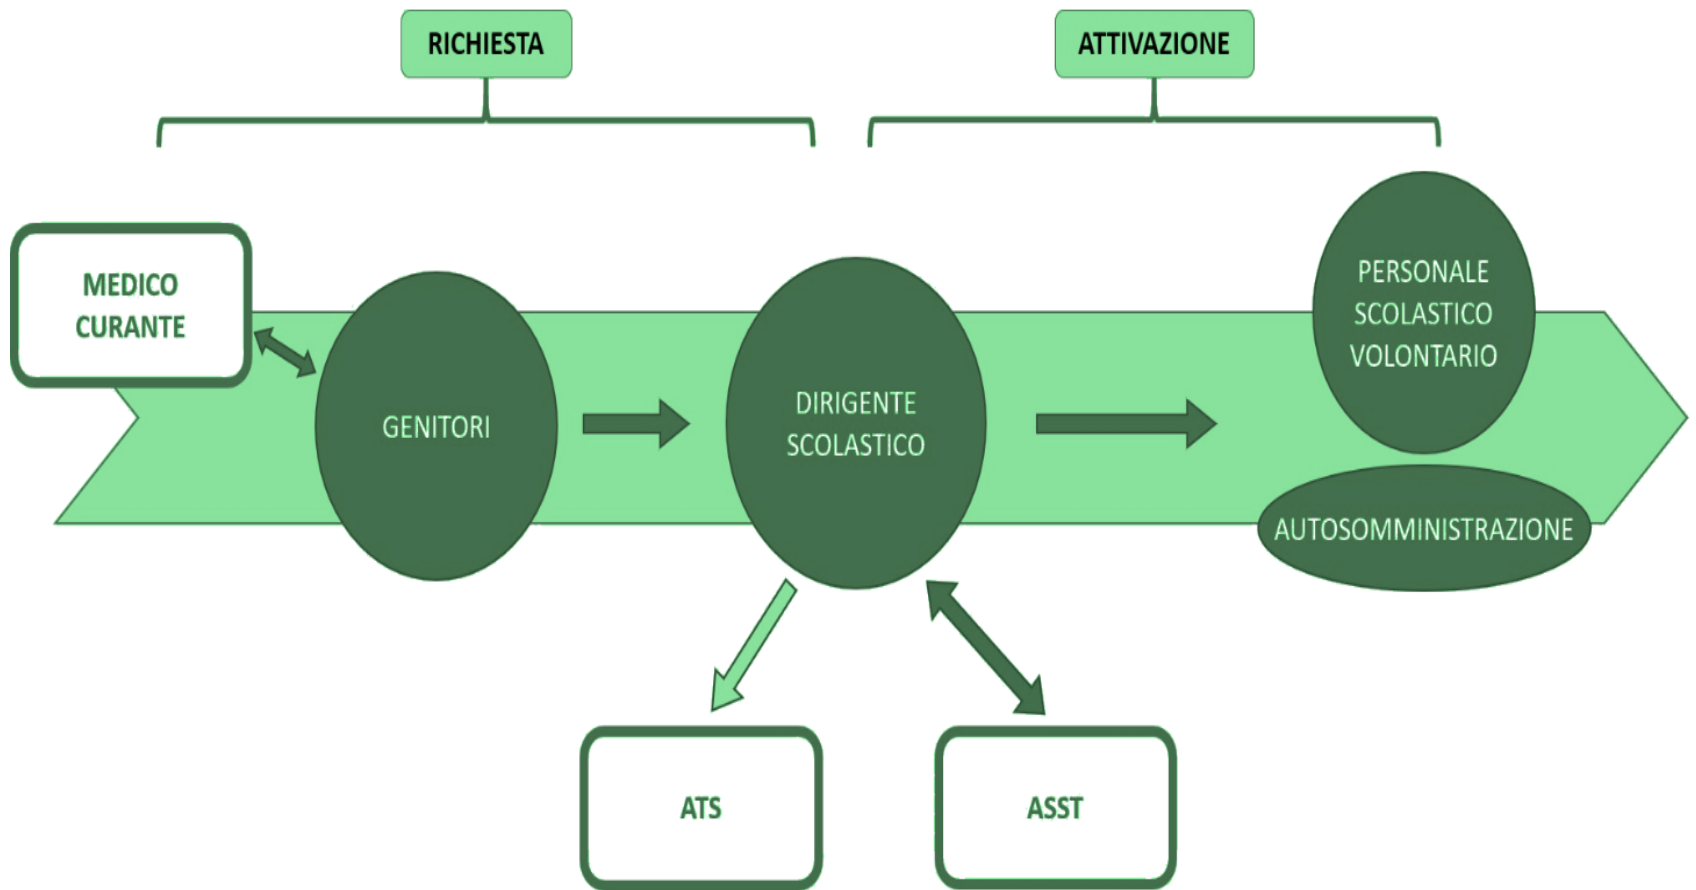 RICHIESTA
ATTIVAZIONE
MEDICO
CURANTE
GENITORI
DIRIGENTE
SCOLASTICO
PERSONALE
SCOLASTICO
VOLONTARIO
AUTOSOMMINISTRAZIONE
ATS
ASST